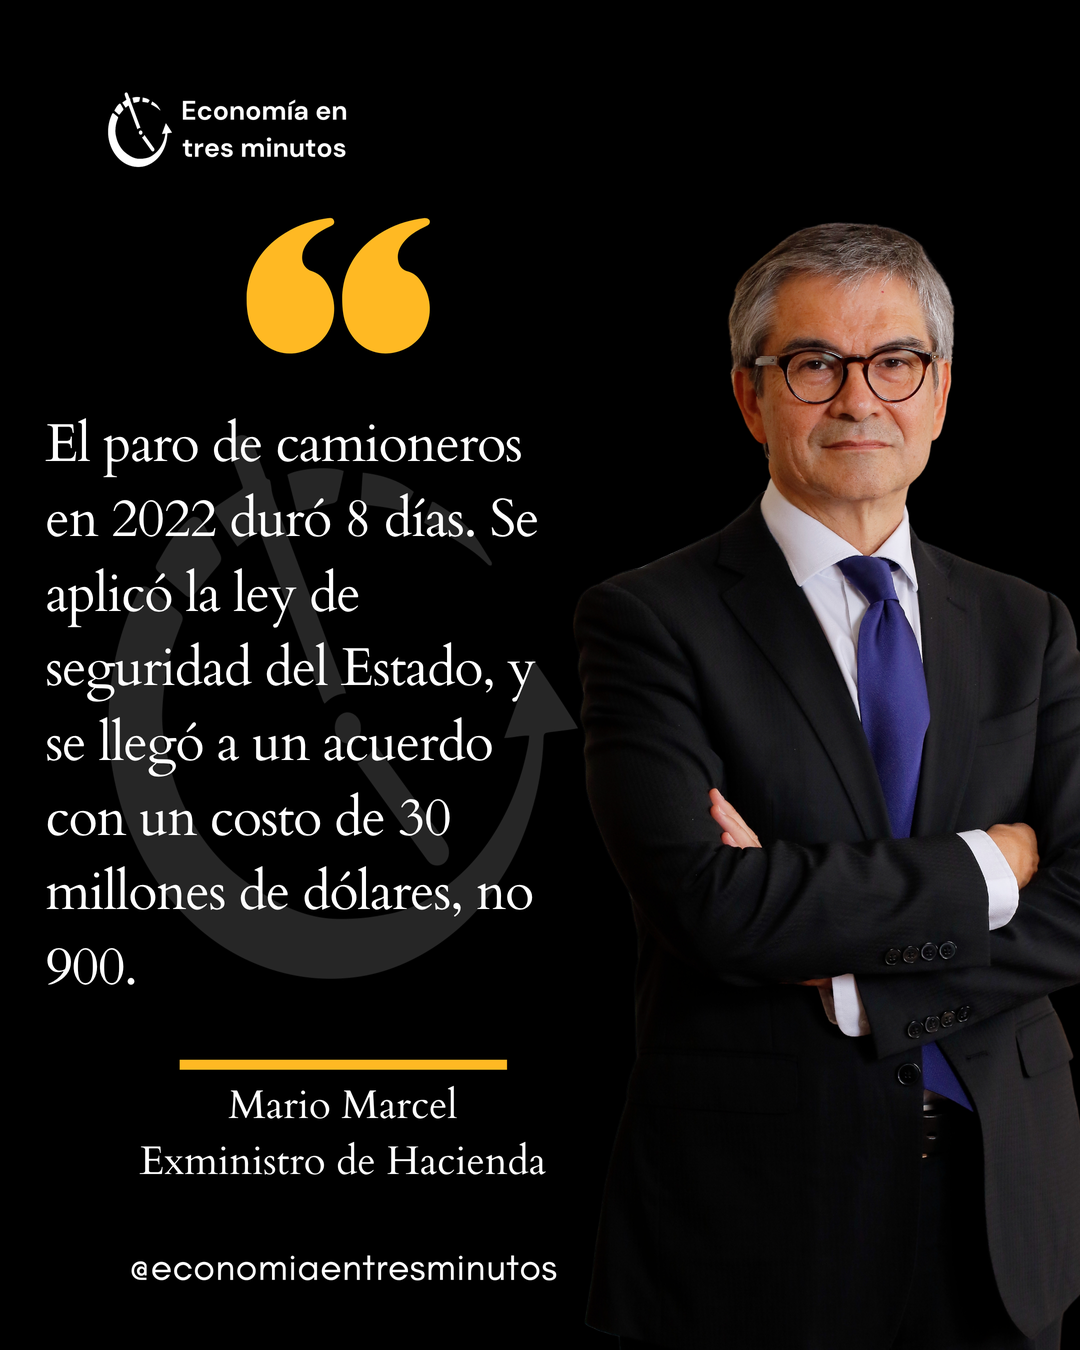 Economía en
tres minutos
“
El paro de camioneros
en 2022 duró 8 días. Se
aplicó la ley de
seguridad del Estado, y
se llegó a un acuerdo
con un costo de 30
millones de dólares, no
900.
Mario Marcel
Exministro de Hacienda
@economiaentresminutos